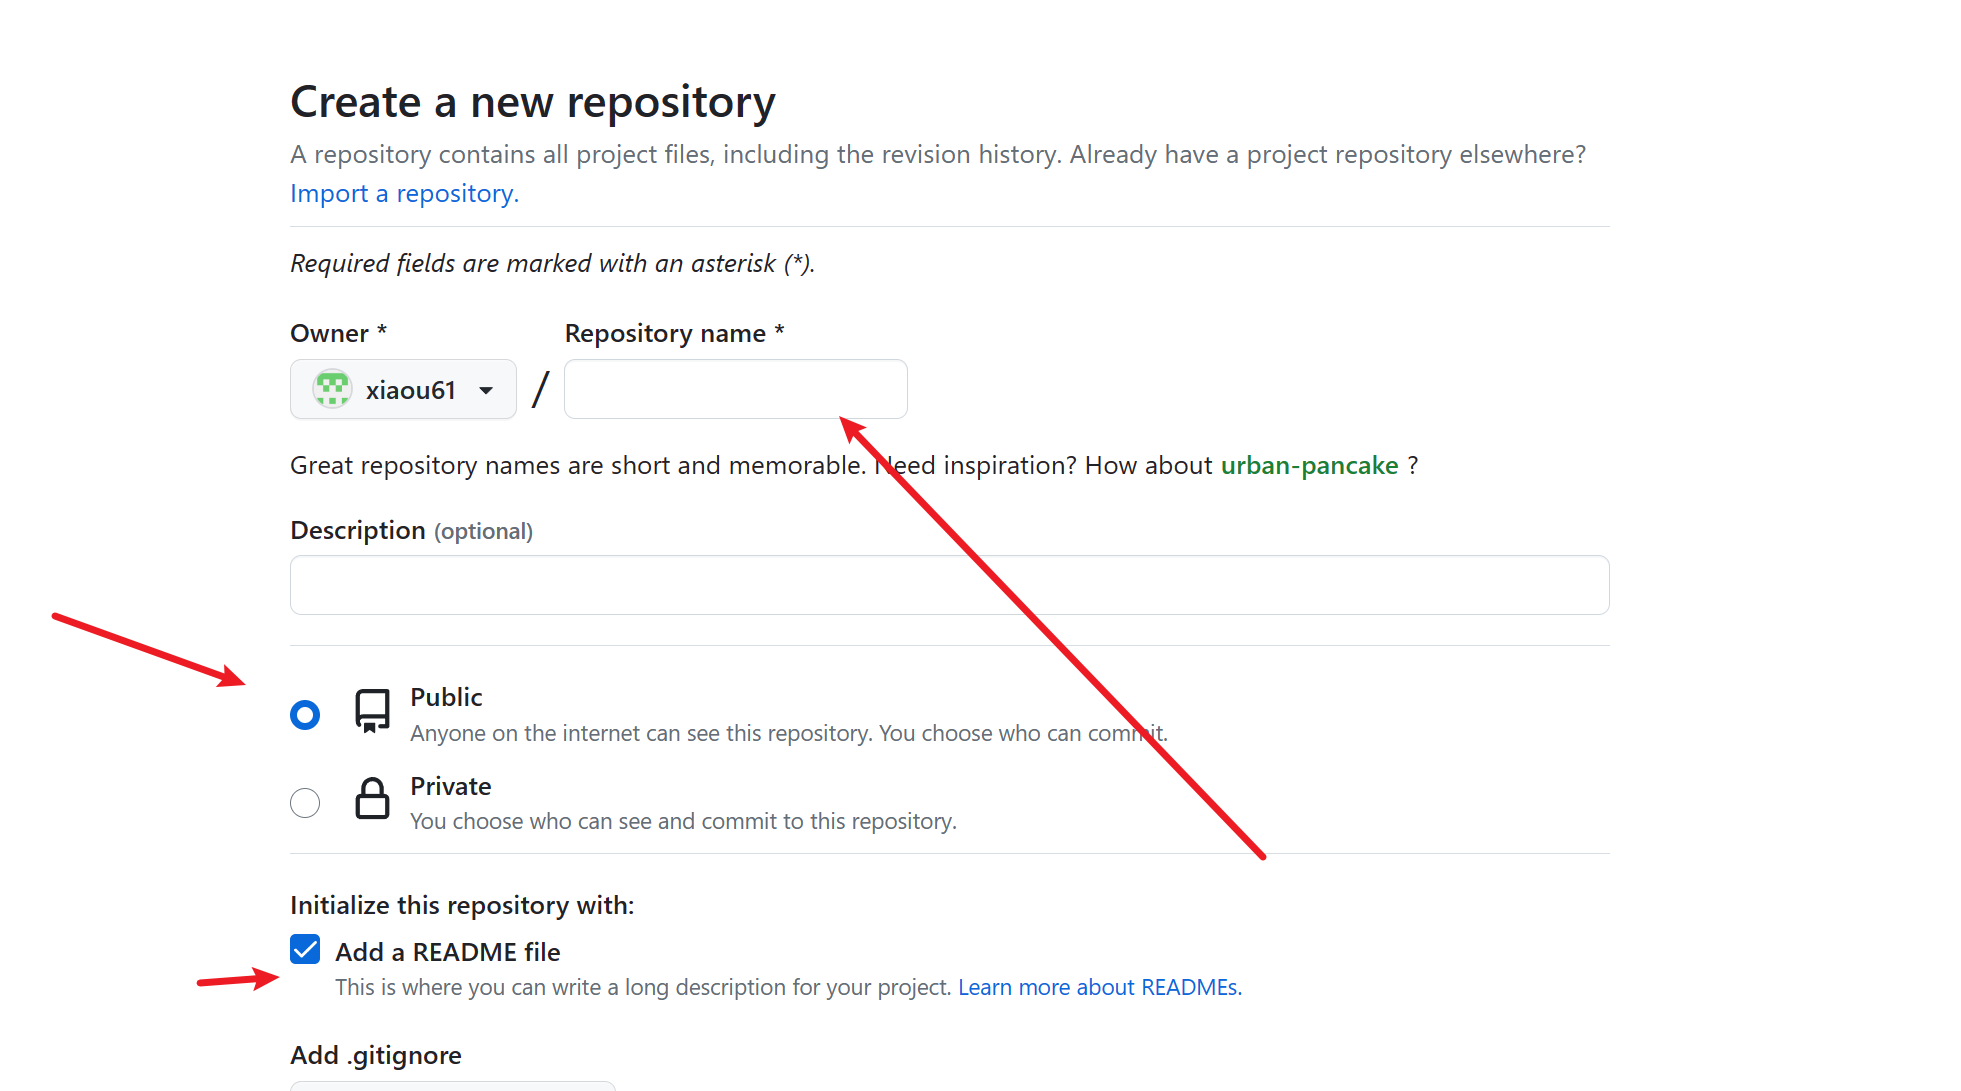 Create a new repository
A repository contains all project files, including the revision history. Already have a project repository elsewhere?
Import a repository.
Required fields are marked with an asterisk (*).
Owner *
Repository name *
xiaou61
/
Great repository names are short and memorable. Need inspiration? How about urban-pancake ?
Description (optional)
Public
Anyone on the internet can see this repository. You choose who can commit.
Private
You choose who can see and commit to this repository.
Initialize this repository with:
Add a README file
This is where you can write a long description for your project. Learn more about READMEs.
Add .gitignore